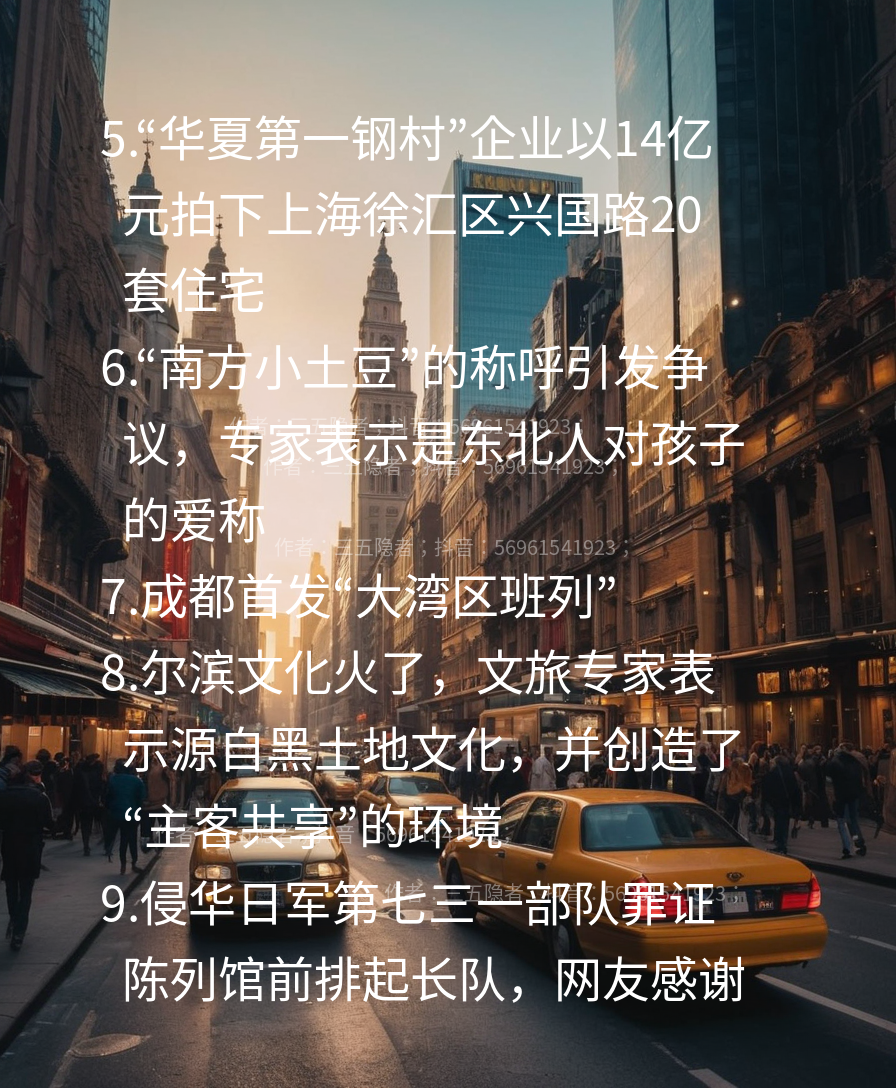 5.“华夏第一钢村”企业以14亿
元拍下上海徐汇区兴国路20
套住宅
6.“南方小土豆”的称呼引发争
议，专家表示是东北人对孩子
的爱称
作者：三五隐者；抖音：56961541923；
作者：三五隐者；抖音：56961541923；
作者：三五隐者；抖音：56961541923；
7.成都首发“大湾区班列”
8.尔滨文化火了，文旅专家表
示源自黑土地文化，并创造了
“主客共享”的环境
9.侵华日军第七三一部队罪证
陈列馆前排起长队，网友感谢